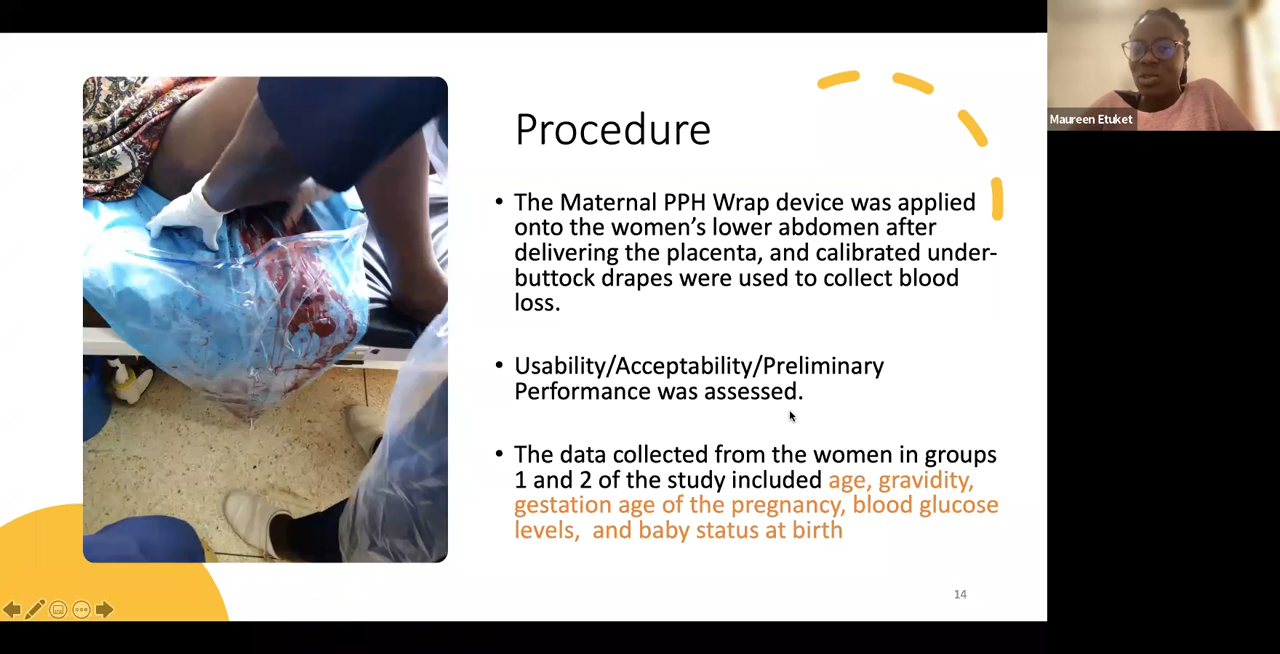 Maureen Etuket
Procedure
• The Maternal PPH Wrap device was applied
onto the women’s lower abdomen after
delivering the placenta, and calibrated under-
buttock drapes were used to collect blood
loss.
• Usability/Acceptability/Preliminary
Performance was assessed.
• The data collected from the women in groups
1 and 2 of the study included age, gravidity,
gestation age of the pregnancy, blood glucose
levels,  and baby status at birth
14